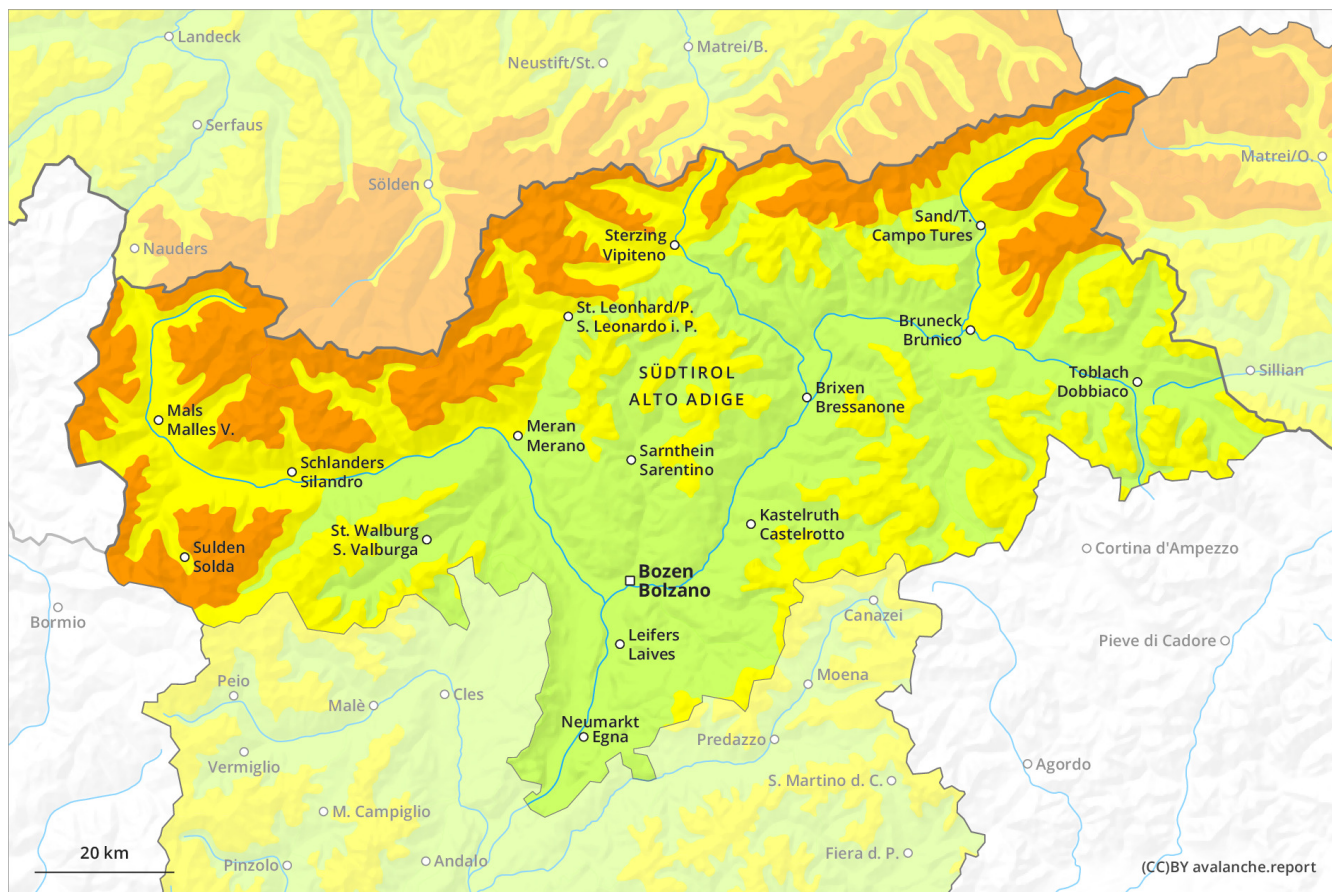 Landeck
Matrei/B.
Neustift/St.
Serfaus
Matrei/O.
Sölden
Sand/T.
Campo Tures
Sterzing
Vipiteno
Nauders
St. Leonhard/P.
S. Leonardo i. P.
Bruneck
Brunico
SÜDTIROL
ALTO ADIGE
Toblach
Dobbiaco
Sillian
Brixen
Bressanone
Mals
Malles V.
Meran
Merano
Sarnthein
Sarentino
Schlanders
Silandro
Kastelruth
Castelrotto
St. Walburg
S. Valburga
Sulden
Solda
Cortina d'Ampezzo
Bozen
Bolzano
Bormio
Canazei
Leifers
Laives
Pieve di Cadore
Moena
Peio
Cles
Malè
Neumarkt
Egna
Predazzo
Vermiglio
Agordo
S. Martino d. C.
M. Campiglio
20 km
Pinzolo
Andalo
Fiera d. P.
(CC)BY avalanche.report